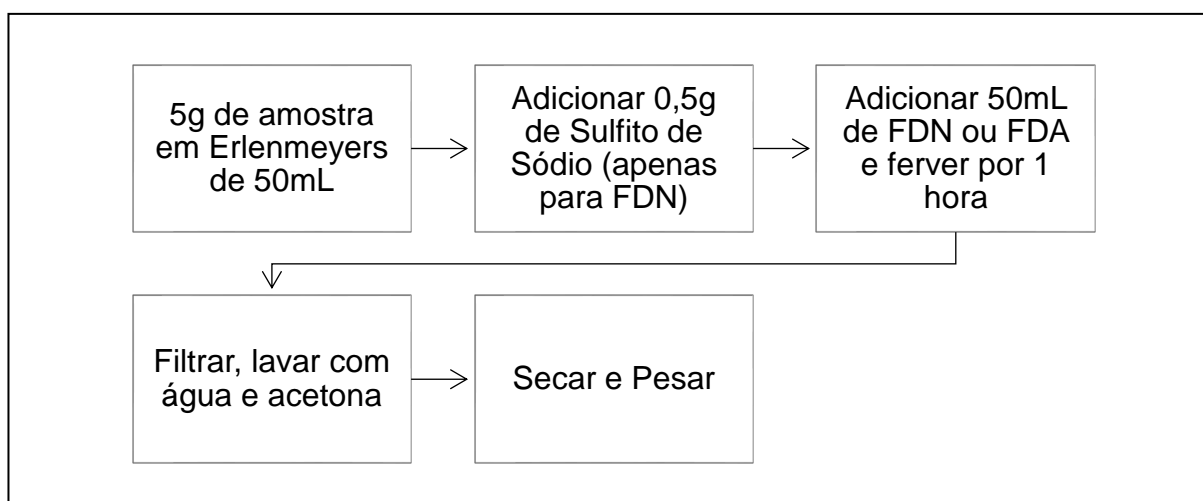 5g de amostra
em Erlenmeyers
de 50mL
Adicionar 0,5g
de Sulfito de
Sódio (apenas
para FDN)
Adicionar 50mL
de FDN ou FDA
e ferver por 1
hora
Filtrar, lavar com
água e acetona
Secar e Pesar